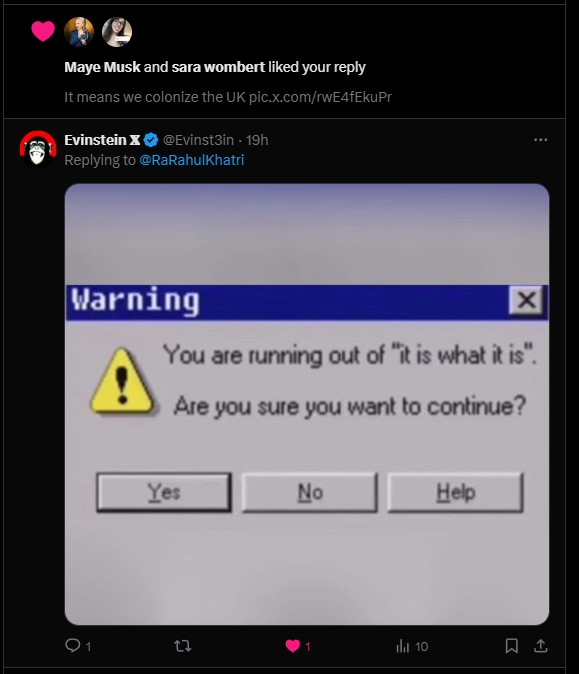 Maye Musk and sara wombert liked your reply
It means we colonize the UK pic.x.com/rwE4fEkuPr
Evinstein X @Evinst3in · 19h
Replying to @RaRahulKhatri
Warning
You are running out of "it is what it is".
Are you sure you want to continue?
Yes No Help
1 1 10